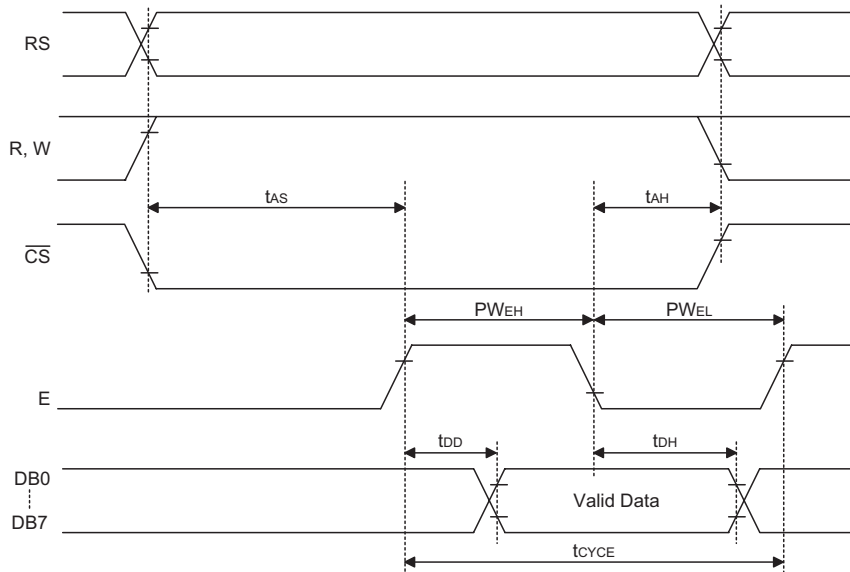 RS
R, W
tAS
tAH
CS
PWEH
PWEL
E
tDD
tDH
DB0
Valid Data
DB7
tCYCE